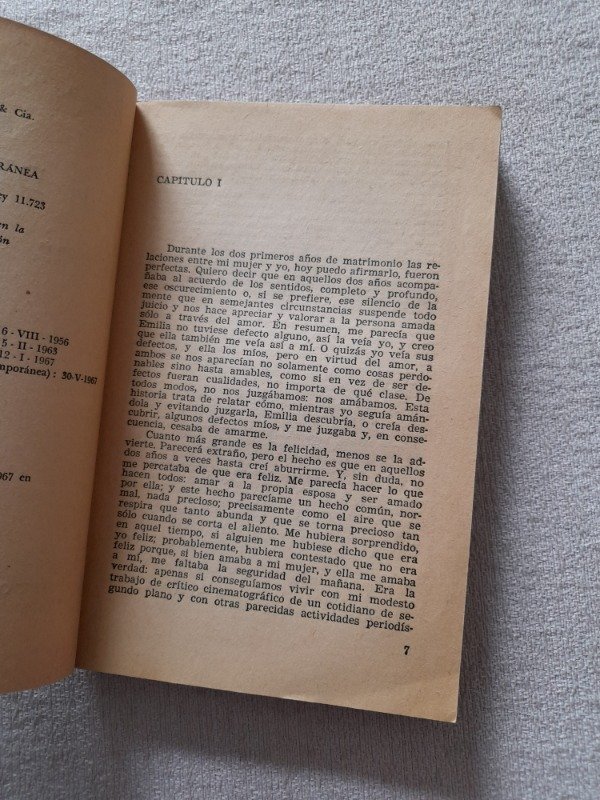 & Cia.
RÁNEA
ey 11.723
en la
ón
6 - VIII - 1956
5 - II - 1963
12 - I - 1967
emporánea) : 30-V-1967
967 en
CAPITULO I
Durante los dos primeros años de matrimonio las re-
laciones entre mi mujer y yo, hoy puedo afirmarlo, fueron
perfectas. Quiero decir que en aquellos dos años acompa-
ñaba al acuerdo de los sentidos, completo y profundo,
ese oscurecimiento o, si se prefiere, ese silencio de la
mente que en semejantes circunstancias suspende todo
juicio y nos hace apreciar y valorar a la persona amada
sólo a través del amor. En resumen, me parecía que
Emilia no tuviese defecto alguno, así la veía yo, y creo
que ella también me veía así a mí. O quizás yo veía sus
defectos, y ella los míos, pero en virtud del amor, a
ambos se nos aparecían no solamente como cosas perdo-
nables sino hasta amables, como si en vez de ser de-
fectos fueran cualidades, no importa de qué clase. De
todos modos, no nos juzgábamos: nos amábamos. Esta
historia trata de relatar cómo, mientras yo seguía amán-
dola y evitando juzgarla, Emilia descubría, o creía des-
cubrir, algunos defectos míos, y me juzgaba y, en conse-
cuencia, cesaba de amarme.
Cuanto más grande es la felicidad, menos se la ad-
vierte. Parecerá extraño, pero el hecho es que en aquellos
dos años a veces hasta creí aburrirme. Y, sin duda, no
me percataba de que era feliz. Me parecía hacer lo que
hacen todos: amar a la propia esposa y ser amado
por ella; y este hecho parecíame un hecho común, nor-
mal, nada precioso; precisamente como el aire que se
respira que tanto abunda y que se torna precioso tan
sólo cuando se corta el aliento. Me hubiera sorprendido,
en aquel tiempo, si alguien me hubiese dicho que era
yo feliz; probablemente, hubiera contestado que no era
feliz porque, si bien amaba a mi mujer, y ella me amaba
a mí, me faltaba la seguridad del mañana. Era la
verdad: apenas si conseguíamos vivir con mi modesto
trabajo de crítico cinematográfico de un cotidiano de se-
gundo plano y con otras parecidas actividades periodís-
7